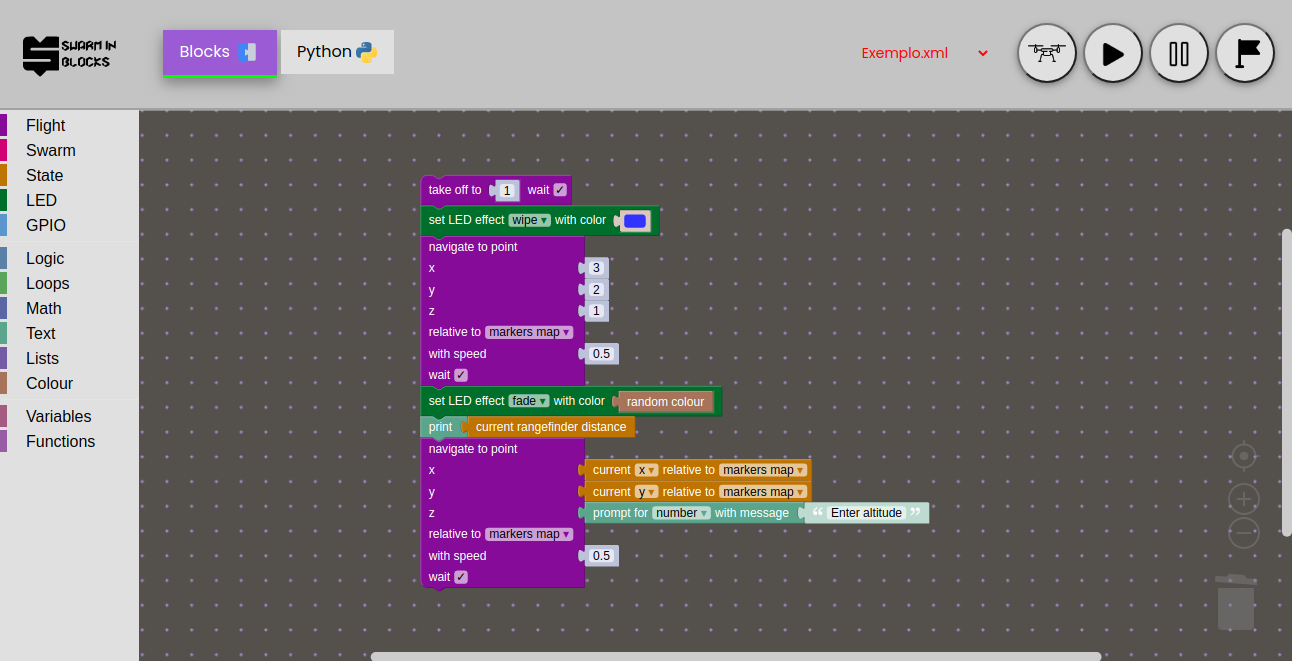 SWARM IN
BLOCKS
Blocks
Python
Exemplo.xml
Flight
Swarm
State
LED
GPIO
Logic
Loops
Math
Text
Lists
Colour
Variables
Functions
take off to 1 wait ✓
set LED effect wipe ▾ with color
navigate to point
x 3
y 2
z 1
relative to markers map ▾
with speed 0.5
wait ✓
set LED effect fade ▾ with color random colour
print current rangefinder distance
navigate to point
x current x ▾ relative to markers map ▾
y current y ▾ relative to markers map ▾
z prompt for number ▾ with message “ Enter altitude ”
relative to markers map ▾
with speed 0.5
wait ✓